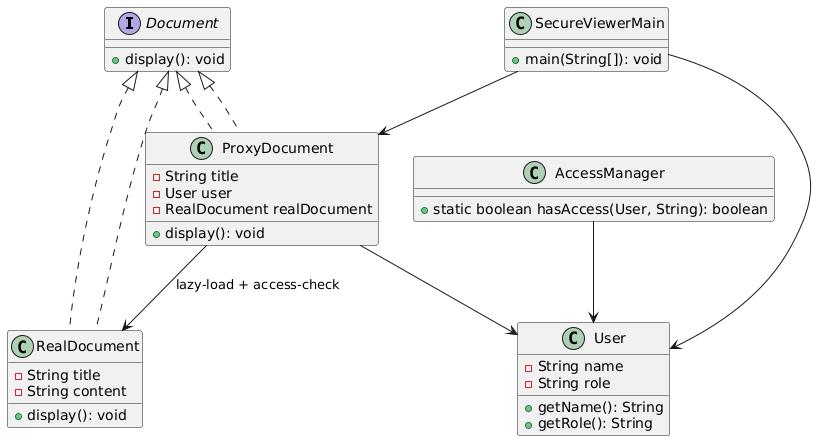 I Document
+ display(): void
C SecureViewerMain
+ main(String[]): void
C ProxyDocument
String title
User user
RealDocument realDocument
display(): void
C AccessManager
static boolean hasAccess(User, String): boolean
lazy-load + access-check
C RealDocument
String title
String content
display(): void
C User
String name
String role
getName(): String
getRole(): String